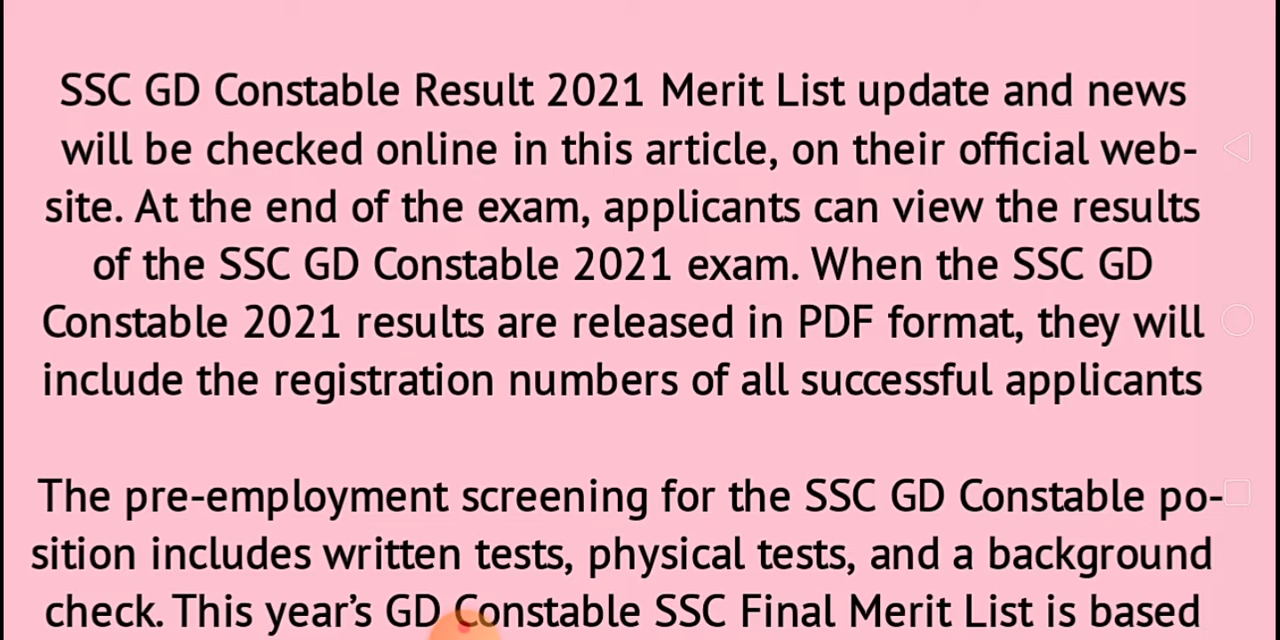 SSC GD Constable Result 2021 Merit List update and news
will be checked online in this article, on their official web-
site. At the end of the exam, applicants can view the results
of the SSC GD Constable 2021 exam. When the SSC GD
Constable 2021 results are released in PDF format, they will
include the registration numbers of all successful applicants
The pre-employment screening for the SSC GD Constable po-
sition includes written tests, physical tests, and a background
check. This year’s GD Constable SSC Final Merit List is based